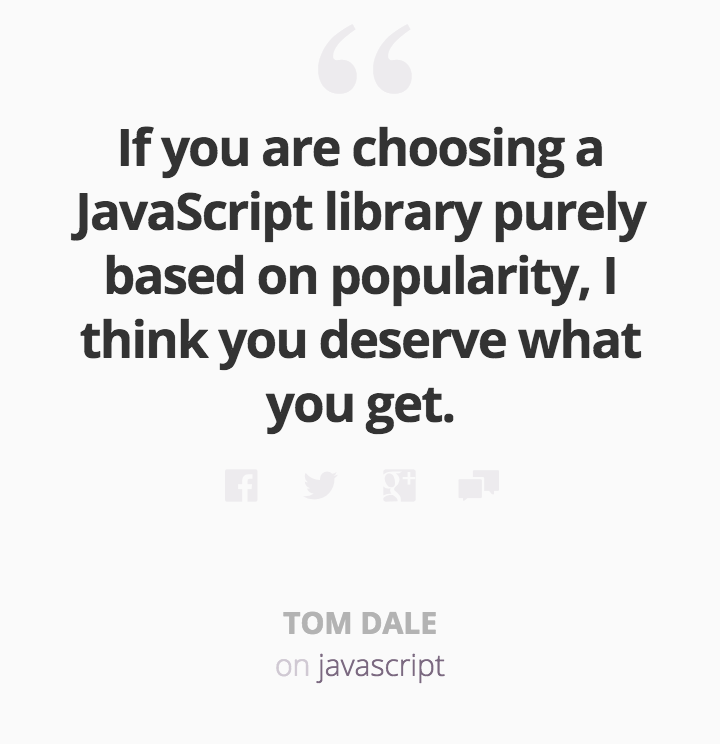 “
If you are choosing a
JavaScript library purely
based on popularity, I
think you deserve what
you get.
TOM DALE
on javascript